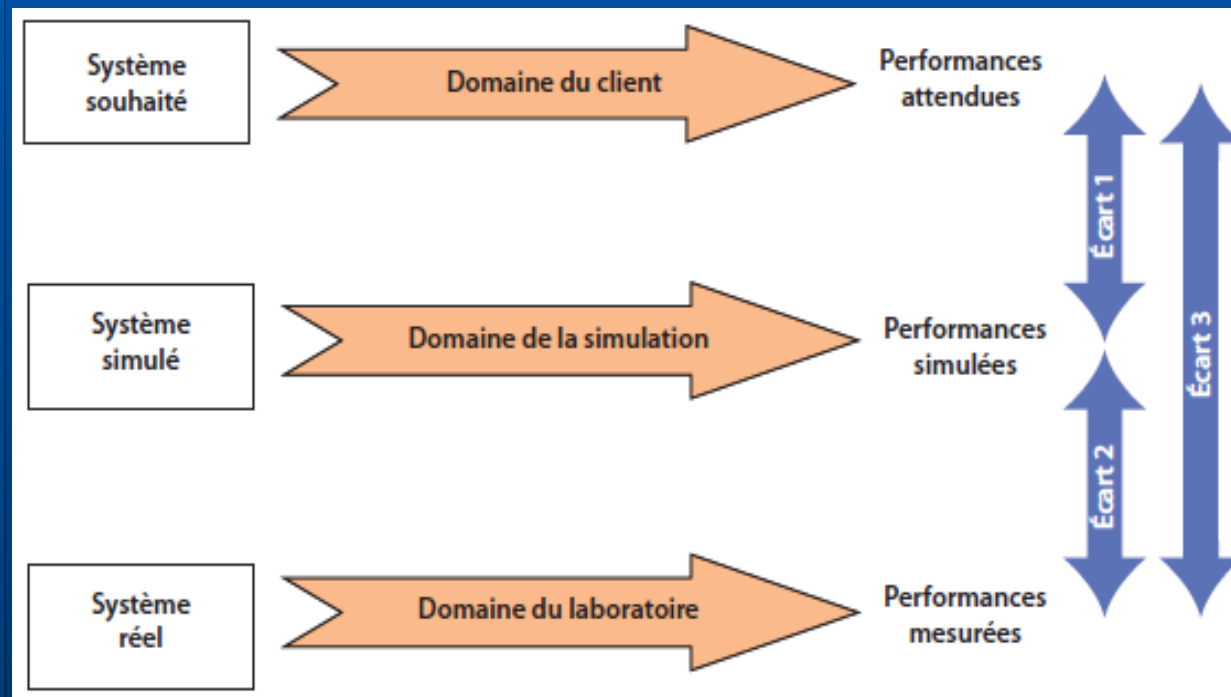 Système
souhaité
Domaine du client
Performances
attendues
Écart 1
Système
simulé
Domaine de la simulation
Performances
simulées
Écart 3
Écart 2
Système
réel
Domaine du laboratoire
Performances
mesurées